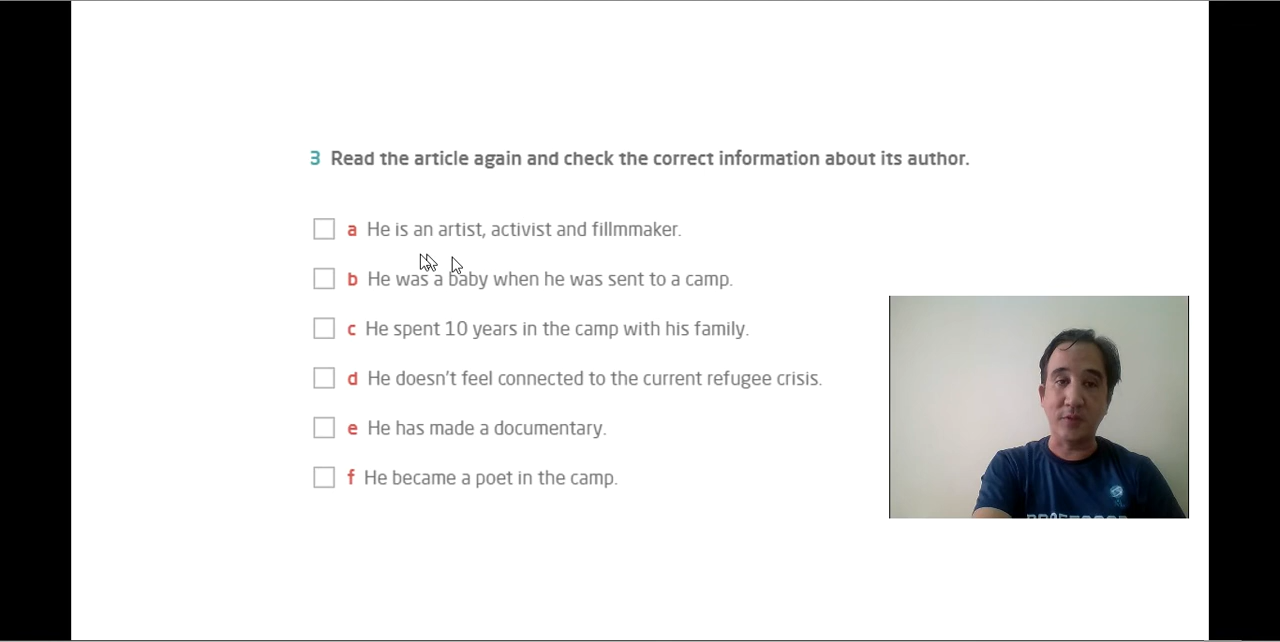 3 Read the article again and check the correct information about its author.
a He is an artist, activist and fillmmaker.
b He was a baby when he was sent to a camp.
c He spent 10 years in the camp with his family.
d He doesn't feel connected to the current refugee crisis.
e He has made a documentary.
f He became a poet in the camp.